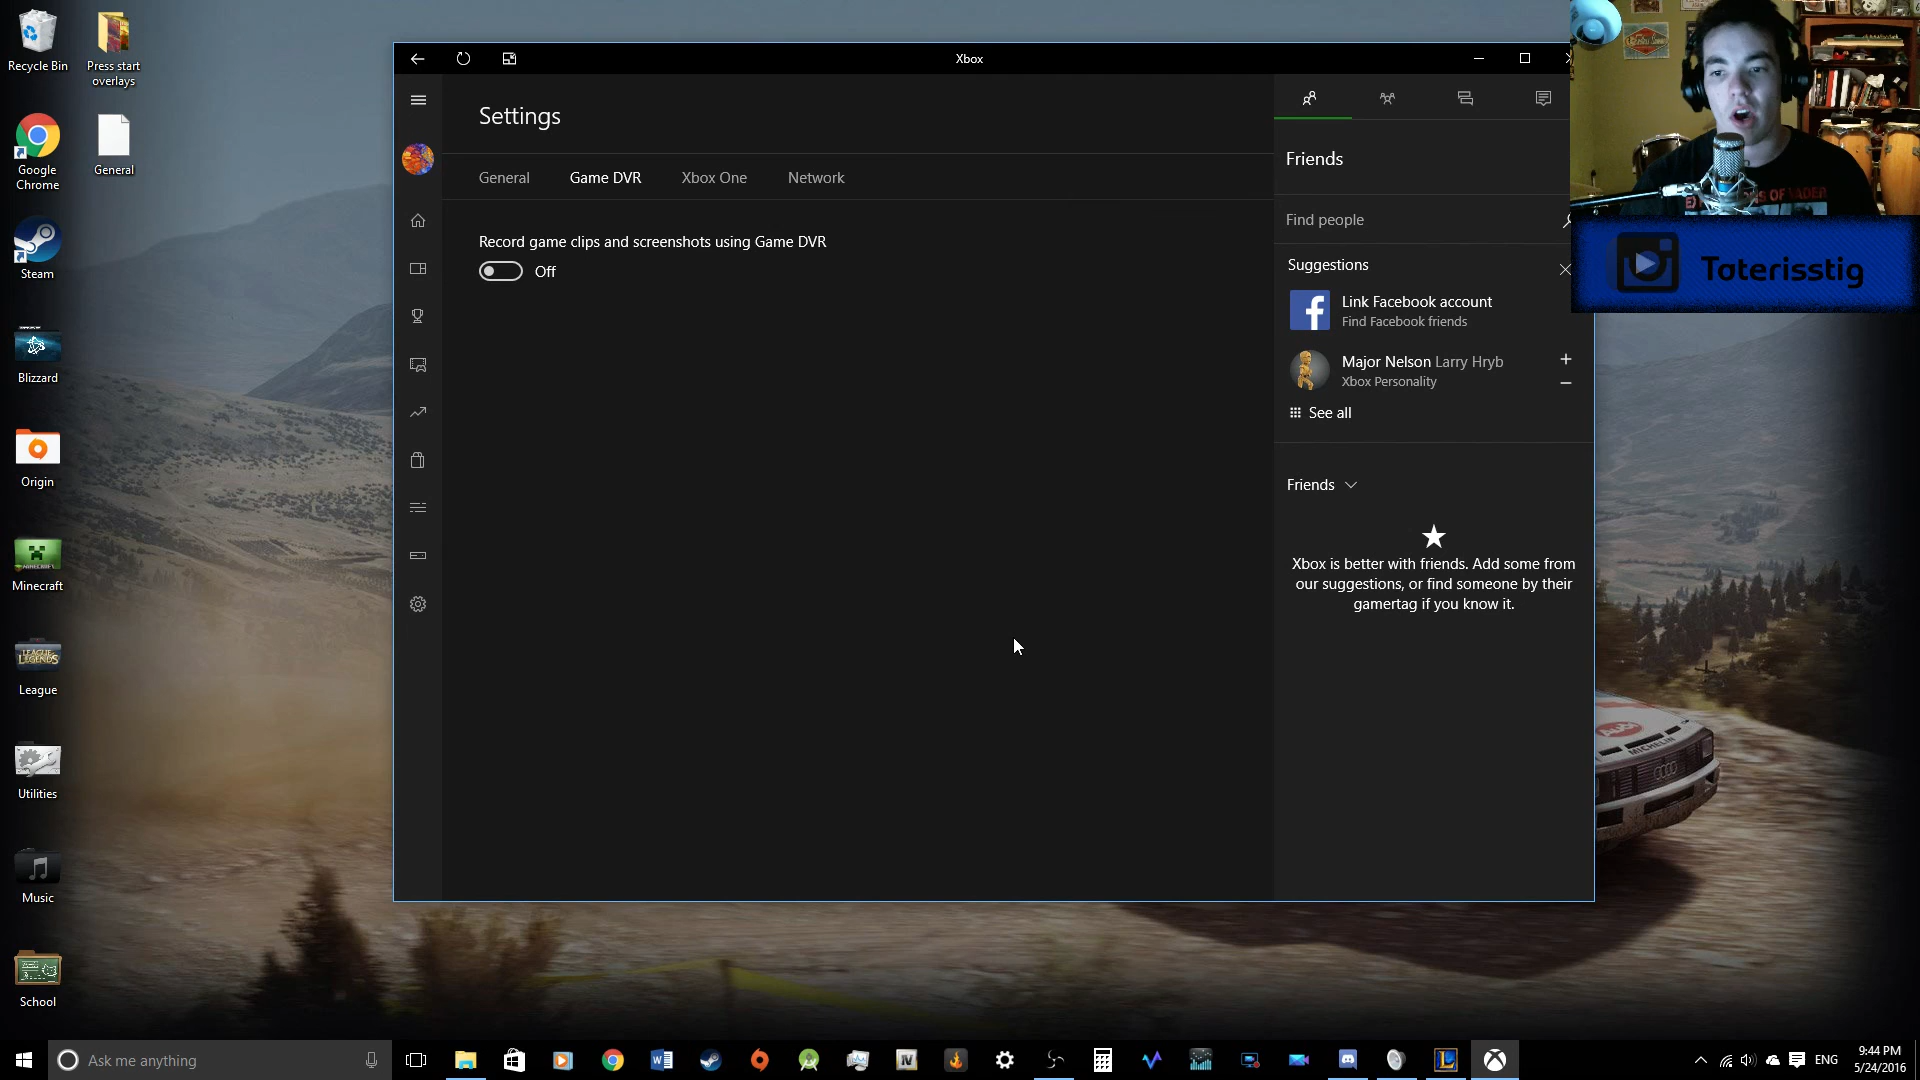 Recycle Bin
Press start
overlays
Google
Chrome
General
Steam
Blizzard
Origin
Minecraft
LEAGUE
LEGENDS
League
Utilities
Music
School
Xbox
Settings
General
Game DVR
Xbox One
Network
Record game clips and screenshots using Game DVR
Off
Friends
Find people
Suggestions
Link Facebook account
Find Facebook friends
Major Nelson Larry Hryb
Xbox Personality
See all
Friends
Xbox is better with friends. Add some from
our suggestions, or find someone by their
gamertag if you know it.
Taterisstig
MICHELIN
Ask me anything
ENG
9:44 PM
5/24/2016